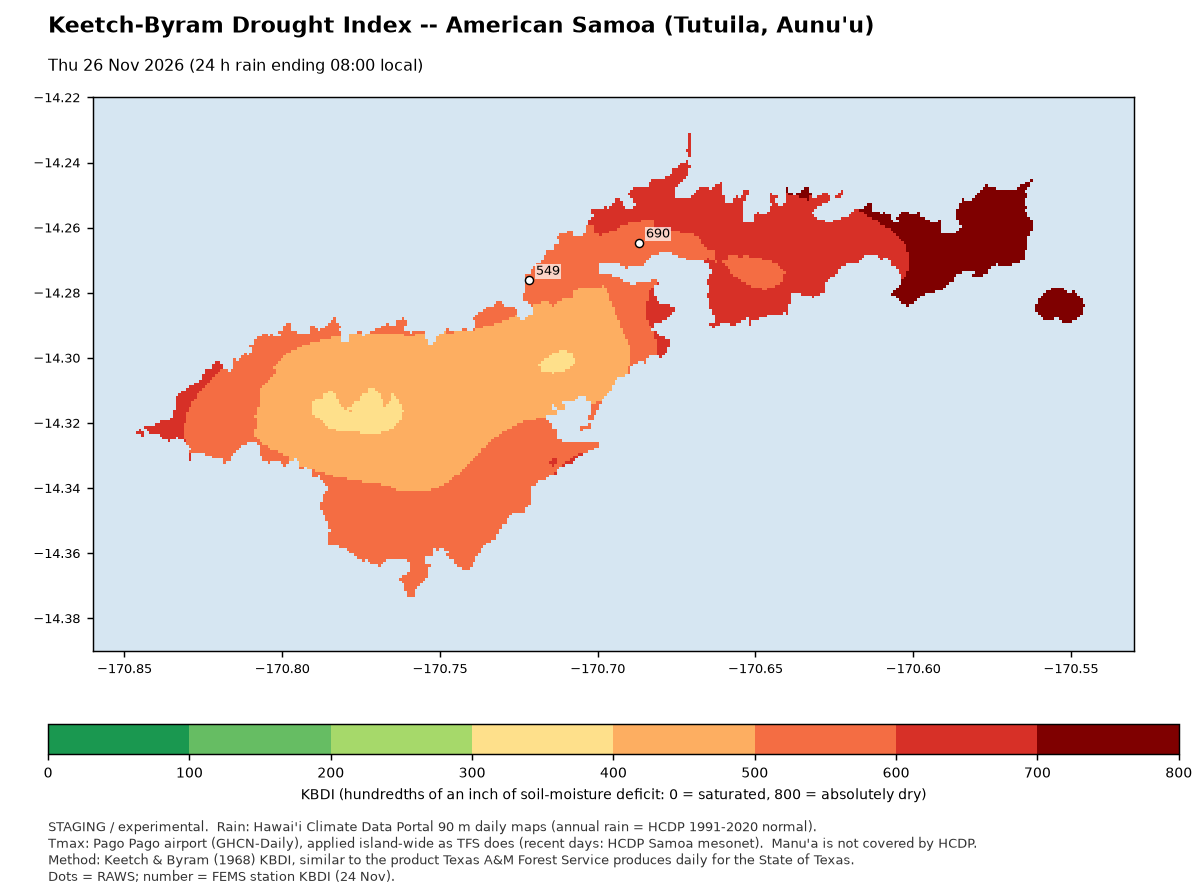 Keetch-Byram Drought Index -- American Samoa (Tutuila, Aunu'u)
Thu 26 Nov 2026 (24 h rain ending 08:00 local)
−14.22
−14.24
−14.26
−14.28
−14.30
−14.32
−14.34
−14.36
−14.38
690
549
−170.85 −170.80 −170.75 −170.70 −170.65 −170.60 −170.55
0 100 200 300 400 500 600 700 800
KBDI (hundredths of an inch of soil-moisture deficit: 0 = saturated, 800 = absolutely dry)
STAGING / experimental.  Rain: Hawai'i Climate Data Portal 90 m daily maps (annual rain = HCDP 1991-2020 normal).
Tmax: Pago Pago airport (GHCN-Daily), applied island-wide as TFS does (recent days: HCDP Samoa mesonet).  Manu'a is not covered by HCDP.
Method: Keetch & Byram (1968) KBDI, similar to the product Texas A&M Forest Service produces daily for the State of Texas.
Dots = RAWS; number = FEMS station KBDI (24 Nov).